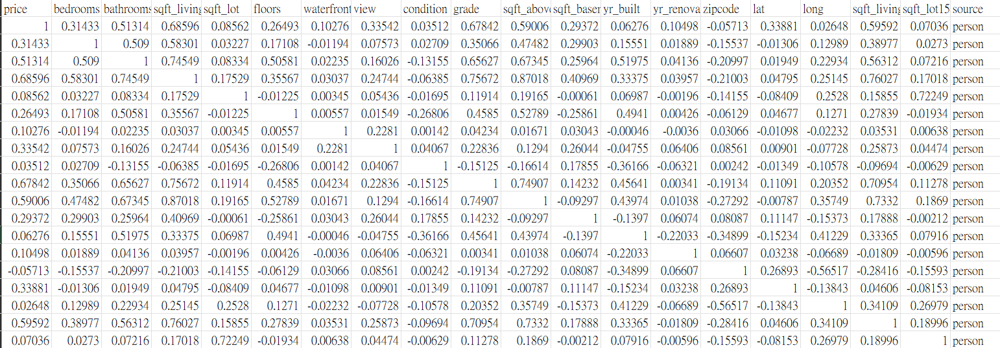 price bedrooms bathrooms sqft_living sqft_lot floors waterfront view condition grade sqft_above sqft_baser yr_built yr_renova zipcode lat long sqft_living sqft_lot15 source
1 0.31433 0.51314 0.68596 0.08562 0.26493 0.10276 0.33542 0.03512 0.67842 0.59006 0.29372 0.06276 0.10498 -0.05713 0.33881 0.02648 0.59592 0.07036 person
0.31433 1 0.509 0.58301 0.03227 0.17108 -0.01194 0.07573 0.02709 0.35066 0.47482 0.29903 0.15551 0.01889 -0.15537 -0.01306 0.12989 0.38977 0.0273 person
0.51314 0.509 1 0.74549 0.08334 0.50581 0.02235 0.16026 -0.13155 0.65627 0.67345 0.25964 0.51975 0.04136 -0.20997 0.01949 0.22934 0.56312 0.07216 person
0.68596 0.58301 0.74549 1 0.17529 0.35567 0.03037 0.24744 -0.06385 0.75672 0.87018 0.40969 0.33375 0.03957 -0.21003 0.04795 0.25145 0.76027 0.17018 person
0.08562 0.03227 0.08334 0.17529 1 -0.01225 0.00345 0.05436 -0.01695 0.11914 0.19165 -0.00061 0.06987 -0.00196 -0.14155 -0.08409 0.2528 0.15855 0.72249 person
0.26493 0.17108 0.50581 0.35567 -0.01225 1 0.00557 0.01549 -0.26806 0.4585 0.52789 -0.25861 0.4941 0.00426 -0.06129 0.04677 0.1271 0.27839 -0.01934 person
0.10276 -0.01194 0.02235 0.03037 0.00345 0.00557 1 0.2281 0.00142 0.04234 0.01671 0.03043 -0.00046 -0.0036 0.03066 -0.01098 -0.02232 0.03531 0.00638 person
0.33542 0.07573 0.16026 0.24744 0.05436 0.01549 0.2281 1 0.04067 0.22836 0.1294 0.26044 -0.04755 0.06406 0.08561 0.00901 -0.07728 0.25873 0.04474 person
0.03512 0.02709 -0.13155 -0.06385 -0.01695 -0.26806 0.00142 0.04067 1 -0.15125 -0.16614 0.17855 -0.36166 -0.06321 0.00242 -0.01349 -0.10578 -0.09694 -0.00629 person
0.67842 0.35066 0.65627 0.75672 0.11914 0.4585 0.04234 0.22836 -0.15125 1 0.74907 0.14232 0.45641 0.00341 -0.19134 0.11091 0.20352 0.70954 0.11278 person
0.59006 0.47482 0.67345 0.87018 0.19165 0.52789 0.01671 0.1294 -0.16614 0.74907 1 -0.09297 0.43974 0.01038 -0.27292 -0.00787 0.35749 0.7332 0.1869 person
0.29372 0.29903 0.25964 0.40969 -0.00061 -0.25861 0.03043 0.26044 0.17855 0.14232 -0.09297 1 -0.1397 0.06074 0.08087 0.11147 -0.15373 0.17888 -0.00212 person
0.06276 0.15551 0.51975 0.33375 0.06987 0.4941 -0.00046 -0.04755 -0.36166 0.45641 0.43974 -0.1397 1 -0.22033 -0.34899 -0.15234 0.41229 0.33365 0.07916 person
0.10498 0.01889 0.04136 0.03957 -0.00196 0.00426 -0.0036 0.06406 -0.06321 0.00341 0.01038 0.06074 -0.22033 1 0.06607 0.03238 -0.06689 -0.01809 -0.00596 person
-0.05713 -0.15537 -0.20997 -0.21003 -0.14155 -0.06129 0.03066 0.08561 0.00242 -0.19134 -0.27292 0.08087 -0.34899 0.06607 1 0.26893 -0.56517 -0.28416 -0.15593 person
0.33881 -0.01306 0.01949 0.04795 -0.08409 0.04677 -0.01098 0.00901 -0.01349 0.11091 -0.00787 0.11147 -0.15234 0.03238 0.26893 1 -0.13843 0.04606 -0.08153 person
0.02648 0.12989 0.22934 0.25145 0.2528 0.1271 -0.02232 -0.07728 -0.10578 0.20352 0.35749 -0.15373 0.41229 -0.06689 -0.56517 -0.13843 1 0.34109 0.26979 person
0.59592 0.38977 0.56312 0.76027 0.15855 0.27839 0.03531 0.25873 -0.09694 0.70954 0.7332 0.17888 0.33365 -0.01809 -0.28416 0.04606 0.34109 1 0.18996 person
0.07036 0.0273 0.07216 0.17018 0.72249 -0.01934 0.00638 0.04474 -0.00629 0.11278 0.1869 -0.00212 0.07916 -0.00596 -0.15593 -0.08153 0.26979 0.18996 1 person